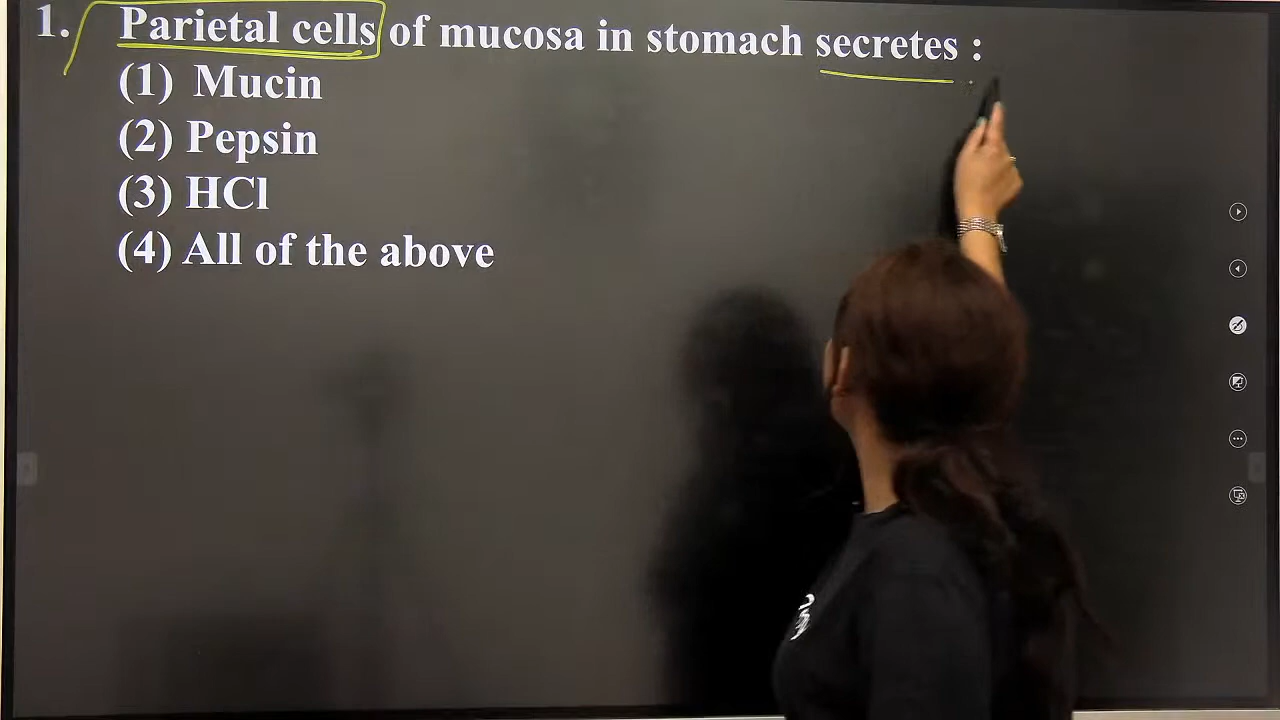 1. Parietal cells of mucosa in stomach secretes :
(1) Mucin
(2) Pepsin
(3) HCl
(4) All of the above